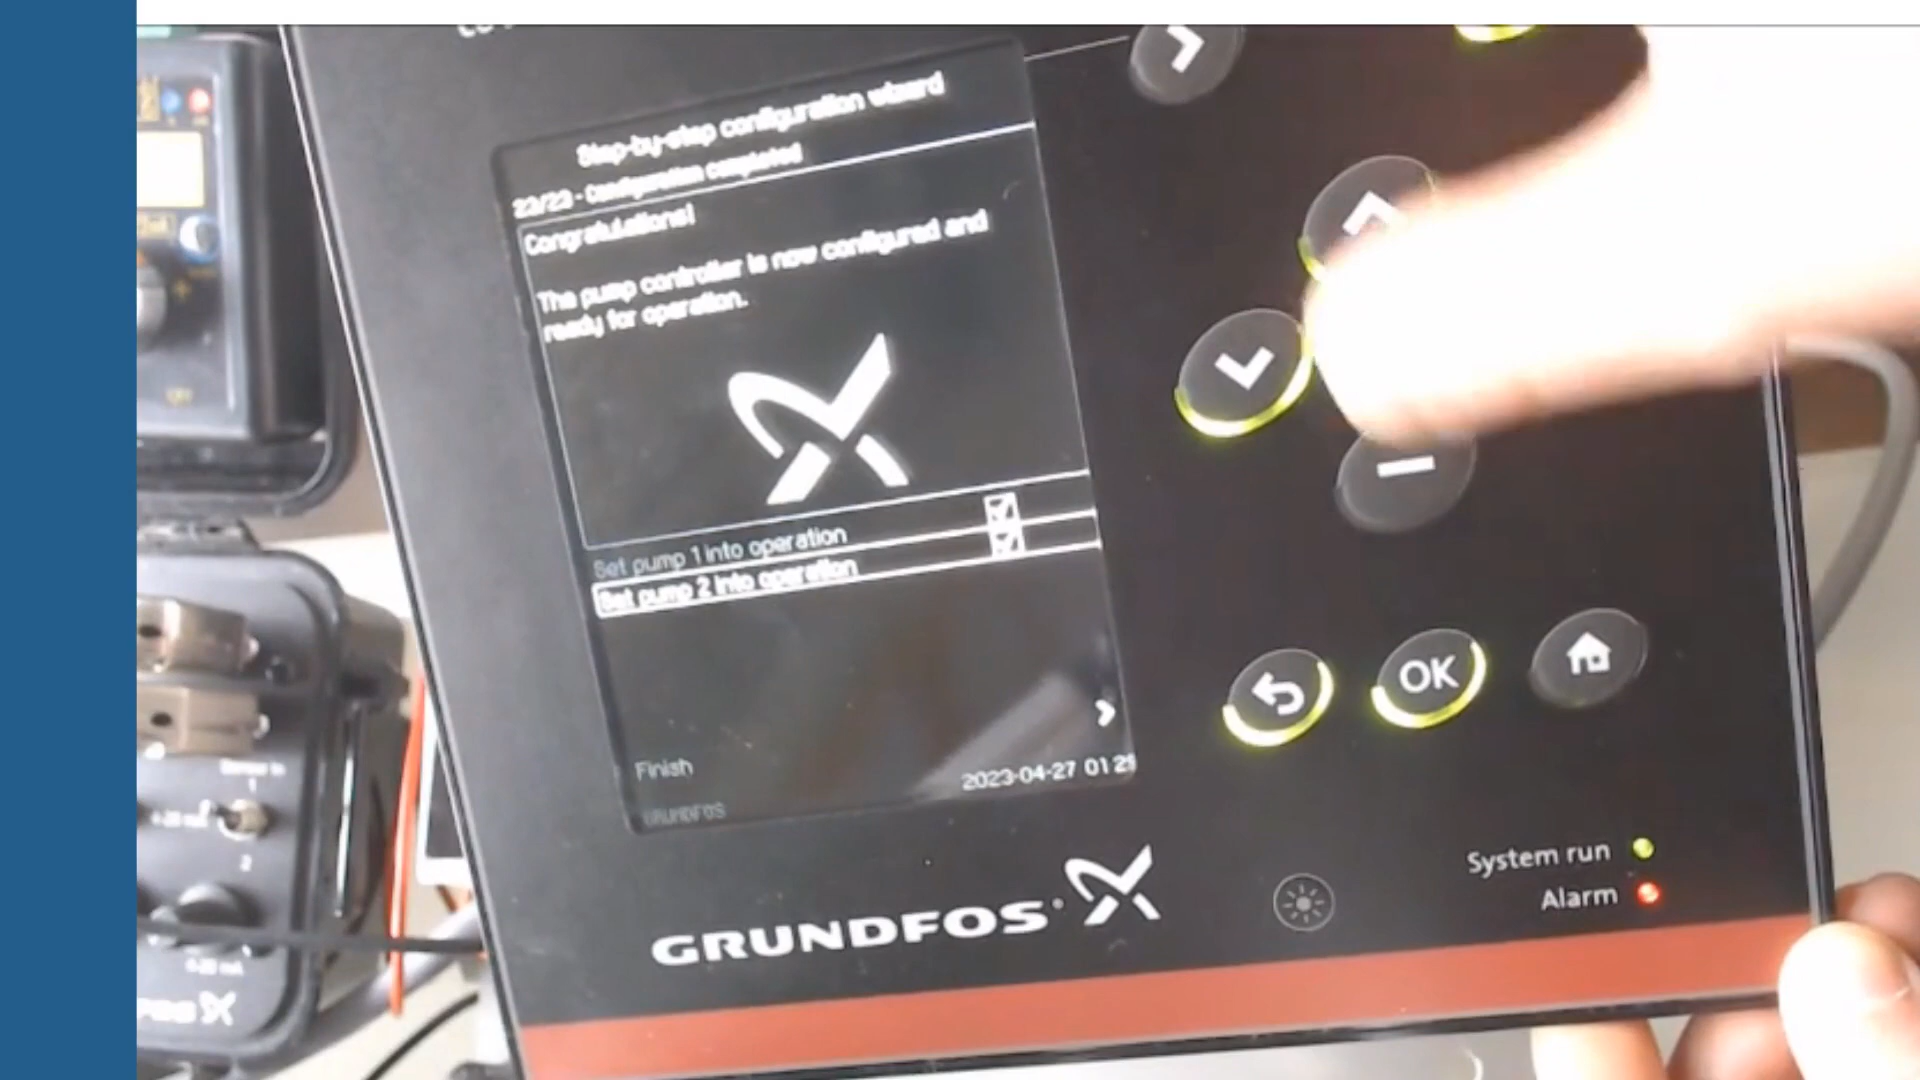 Step-by-step configuration wizard
23/23 - Configuration completed
Congratulations!
The pump controller is now configured and
ready for operation.
Set pump 1 into operation
Set pump 2 into operation
Finish
2023-04-27 01
GRUNDFOS
OK
System run
Alarm
GRUNDFOS
1
2